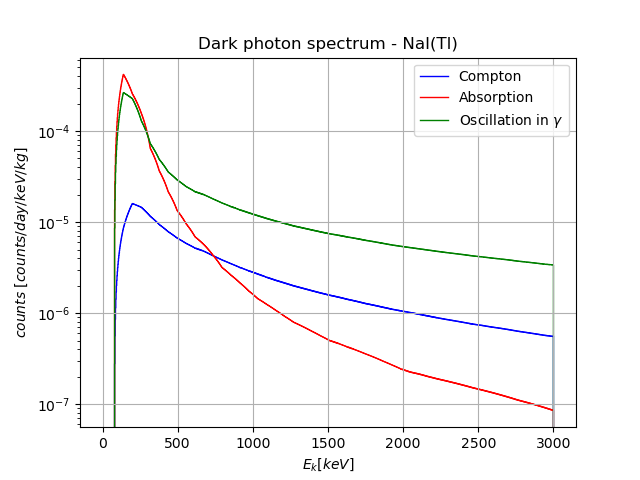 Dark photon spectrum - NaI(Tl)
Compton
Absorption
Oscillation in γ
counts [counts/day/keV/kg]
10⁻⁴
10⁻⁵
10⁻⁶
10⁻⁷
0 500 1000 1500 2000 2500 3000
Eₖ[keV]